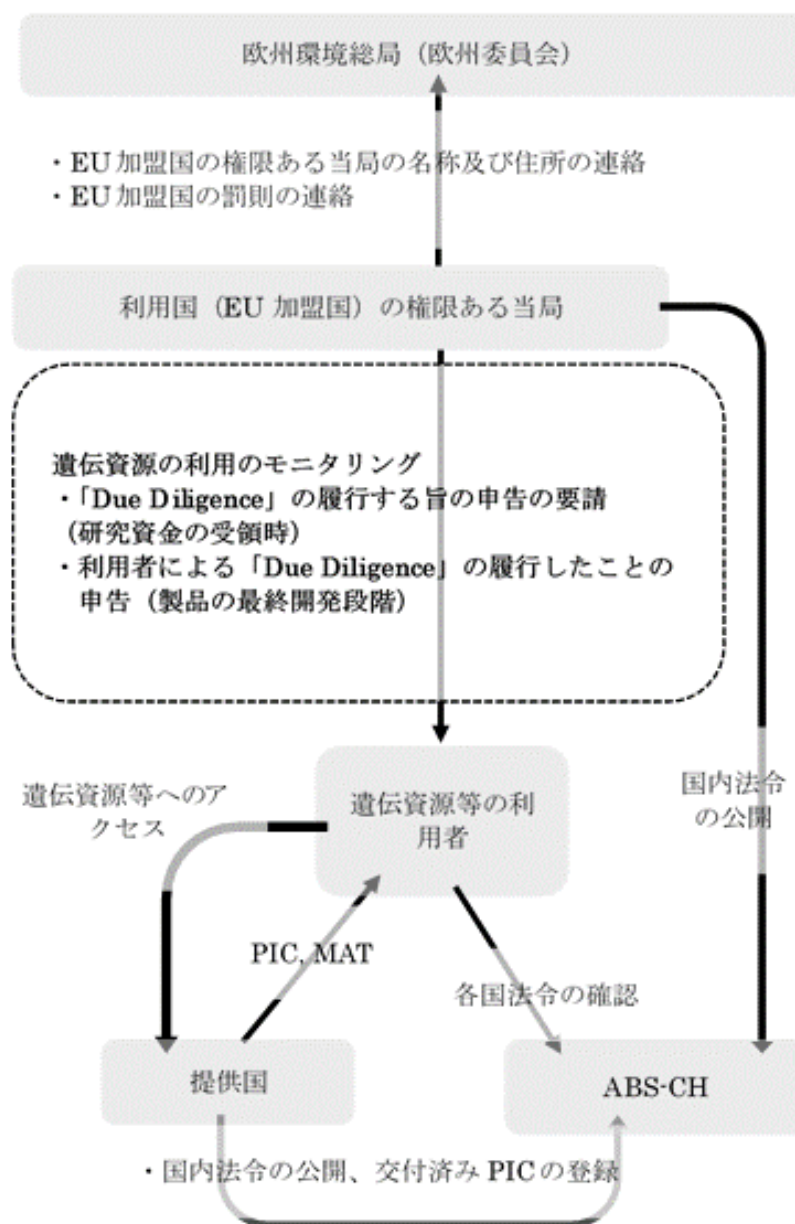 欧州環境総局（欧州委員会）
・EU 加盟国の権限ある当局の名称及び住所の連絡
・EU 加盟国の罰則の連絡
利用国（EU 加盟国）の権限ある当局
遺伝資源の利用のモニタリング
・「Due Diligence」の履行する旨の申告の要請
（研究資金の受領時）
・利用者による「Due Diligence」の履行したことの
申告（製品の最終開発段階）
遺伝資源等へのア
クセス
遺伝資源等の利
用者
国内法令
の公開
PIC, MAT
各国法令の確認
提供国
ABS-CH
・国内法令の公開、交付済み PIC の登録